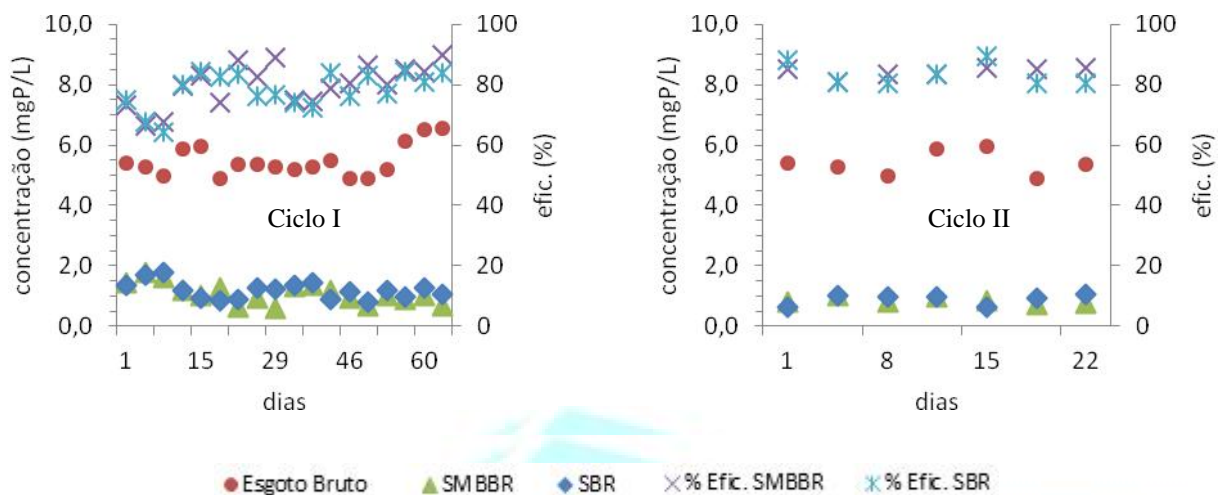 10,0
8,0
6,0
4,0
2,0
0,0
concentração (mgP/L)
100
80
60
40
20
0
efic. (%)
Ciclo I
1 15 29 46 60
dias
10,0
8,0
6,0
4,0
2,0
0,0
concentração (mgP/L)
100
80
60
40
20
0
efic. (%)
Ciclo II
1 8 15 22
dias
Esgoto Bruto SMBBR SBR % Efic. SMBBR % Efic. SBR